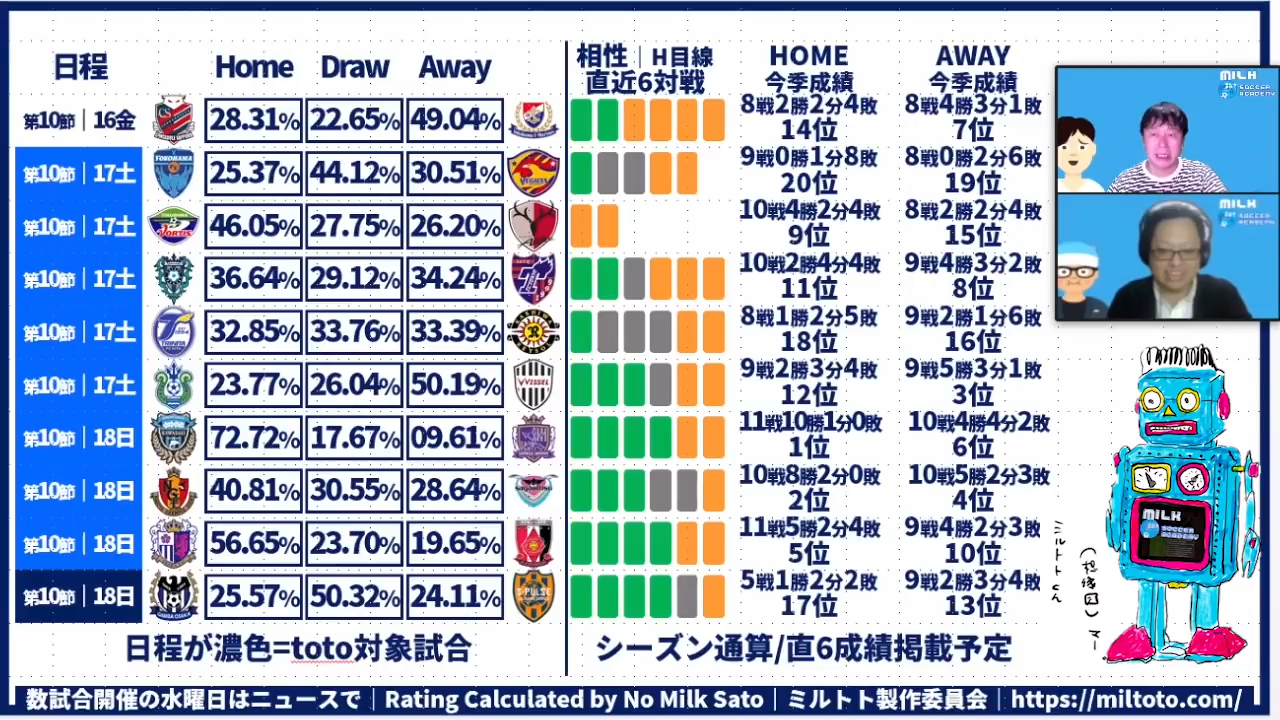 日程 Home Draw Away 相性｜H目線 直近6対戦 HOME 今季成績 AWAY 今季成績
第10節｜16金 28.31% 22.65% 49.04% 8戦2勝2分4敗 14位 8戦4勝3分1敗 7位
第10節｜17土 25.37% 44.12% 30.51% 9戦0勝1分8敗 20位 8戦0勝2分6敗 19位
第10節｜17土 46.05% 27.75% 26.20% 10戦4勝2分4敗 9位 8戦2勝2分4敗 15位
第10節｜17土 36.64% 29.12% 34.24% 10戦2勝4分4敗 11位 9戦4勝3分2敗 8位
第10節｜17土 32.85% 33.76% 33.39% 8戦1勝2分5敗 18位 9戦2勝1分6敗 16位
第10節｜17土 23.77% 26.04% 50.19% 9戦2勝3分4敗 12位 9戦5勝3分1敗 3位
第10節｜18日 72.72% 17.67% 09.61% 11戦10勝1分0敗 1位 10戦4勝4分2敗 6位
第10節｜18日 40.81% 30.55% 28.64% 10戦8勝2分0敗 2位 10戦5勝2分3敗 4位
第10節｜18日 56.65% 23.70% 19.65% 11戦5勝2分4敗 5位 9戦4勝2分3敗 10位
第10節｜18日 25.57% 50.32% 24.11% 5戦1勝2分2敗 17位 9戦2勝3分4敗 13位
日程が濃色=toto対象試合 シーズン通算/直6成績掲載予定
MILK
SOCCER
ACADEMY
MILK
SOCCER
ACADEMY
MILK
SOCCER
ACADEMY
ミルトトくん
数試合開催の水曜日はニュースで｜Rating Calculated by No Milk Sato｜ミルトト製作委員会｜https://miltoto.com/